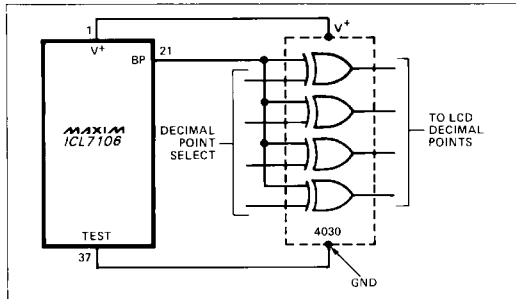 1
V+
V+
21
BP
MAXIM
ICL7106
DECIMAL
POINT
SELECT
TO LCD
DECIMAL
POINTS
TEST
4030
37
GND